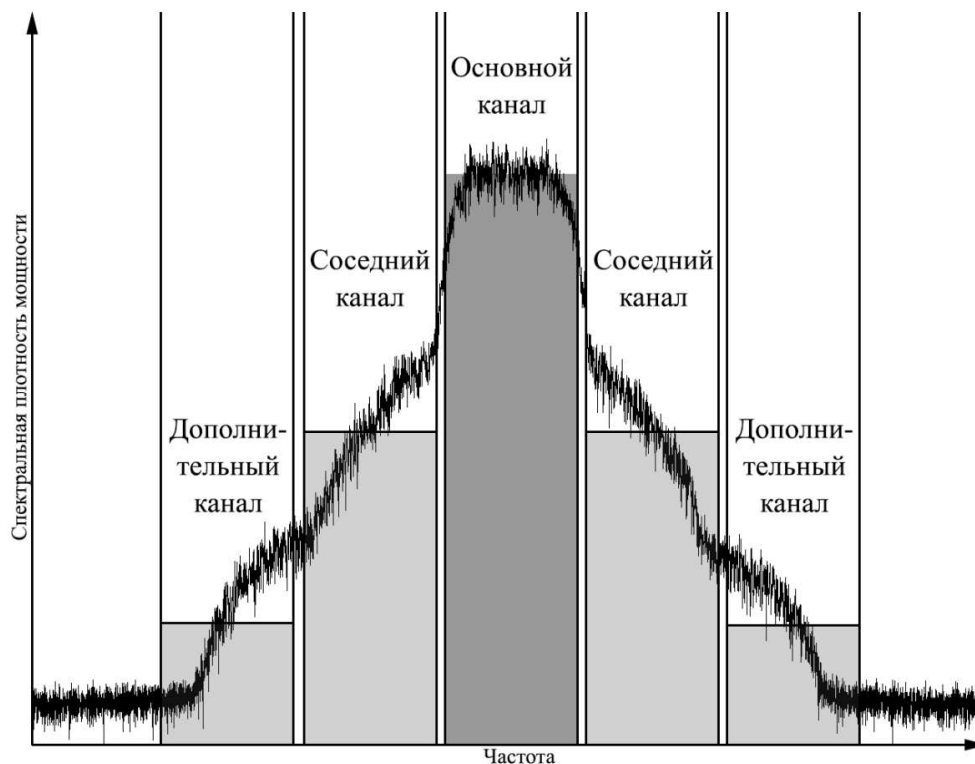 Основной
канал
Соседний
канал
Соседний
канал
Дополни-
тельный
канал
Дополни-
тельный
канал
Спектральная плотность мощности
Частота